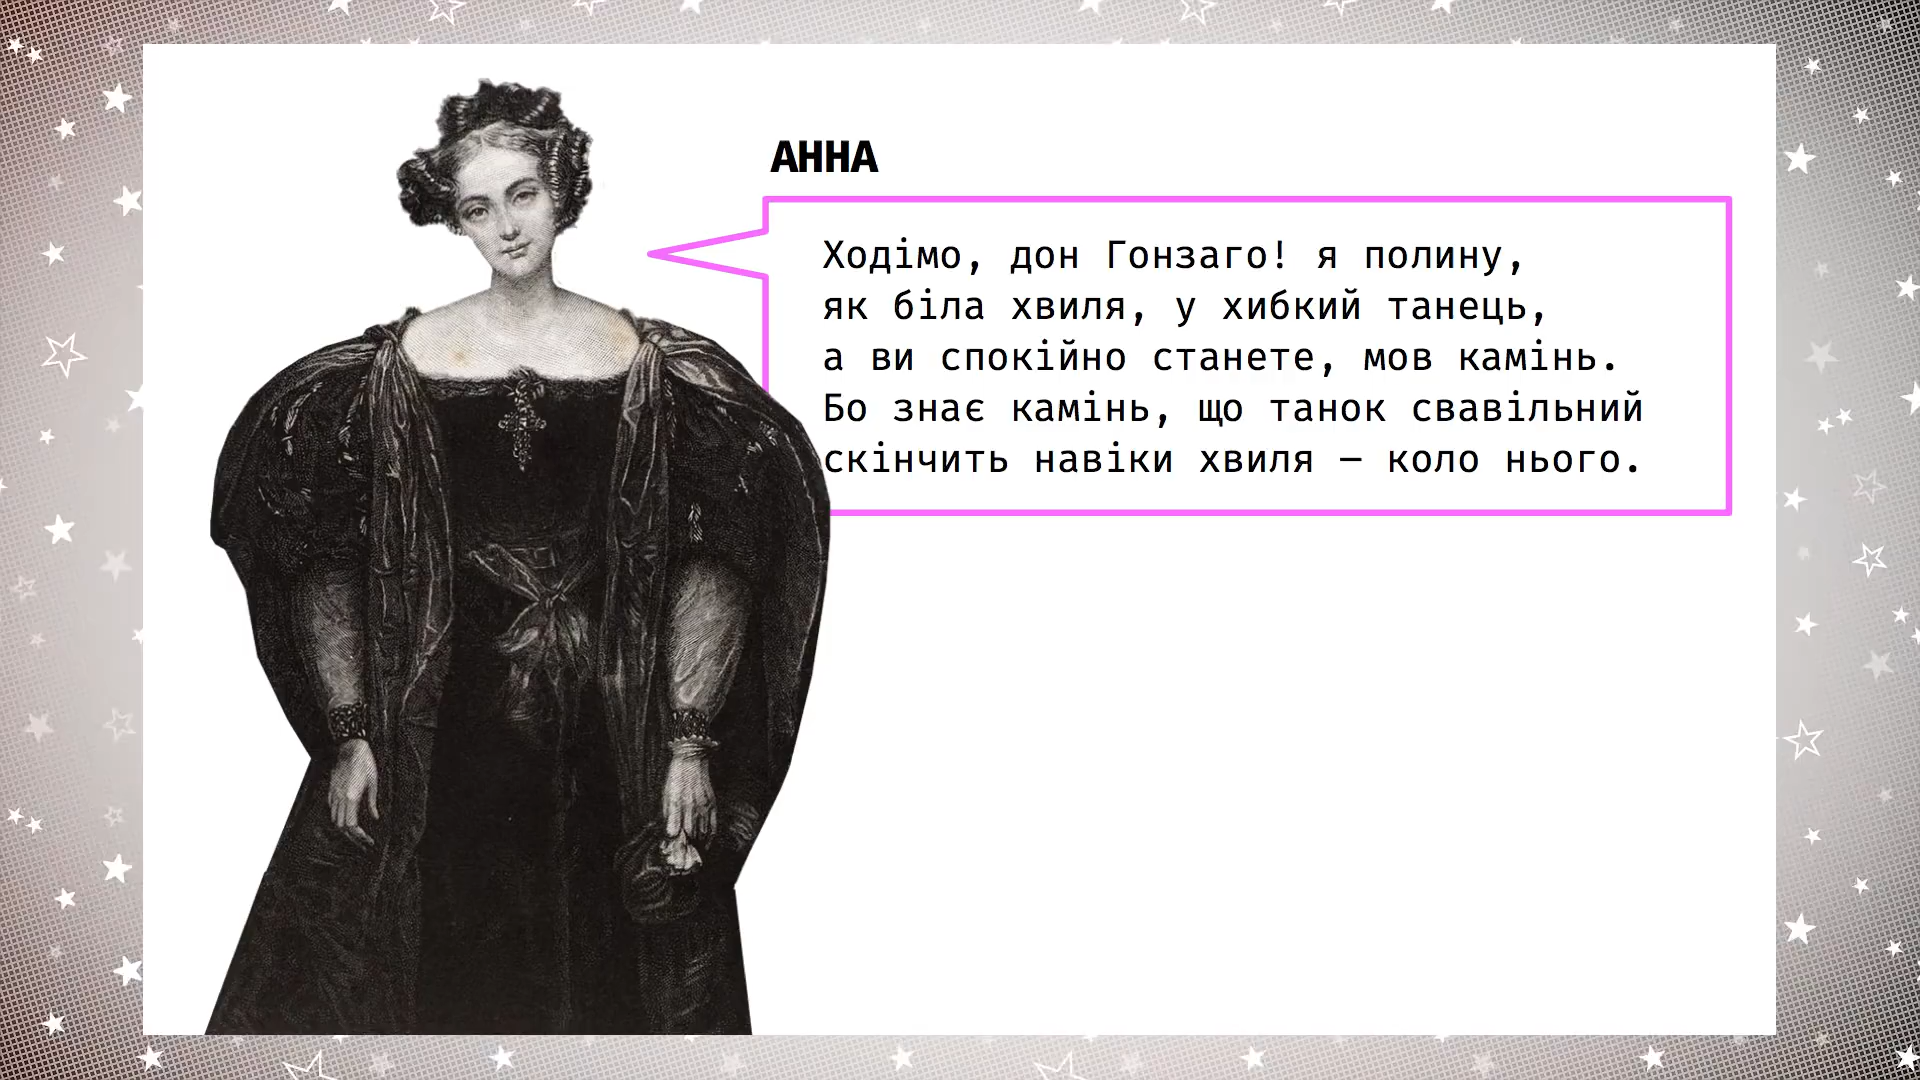 АННА
Ходімо, дон Гонзаго! я полину,
як біла хвиля, у хибкий танець,
а ви спокійно станете, мов камінь.
Бо знає камінь, що танок свавільний
скінчить навіки хвиля – коло нього.